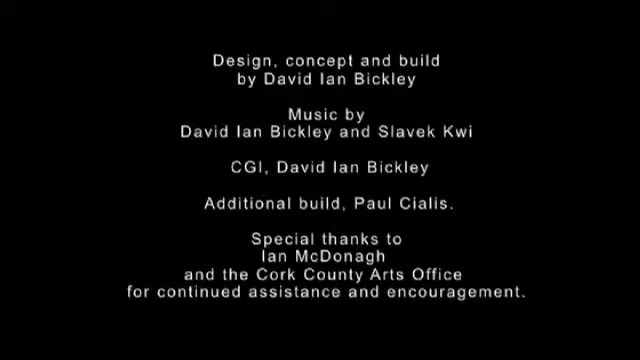 Design, concept and build
by David Ian Bickley
Music by
David Ian Bickley and Slavek Kwi
CGI, David Ian Bickley
Additional build, Paul Cialis.
Special thanks to
Ian McDonagh
and the Cork County Arts Office
for continued assistance and encouragement.